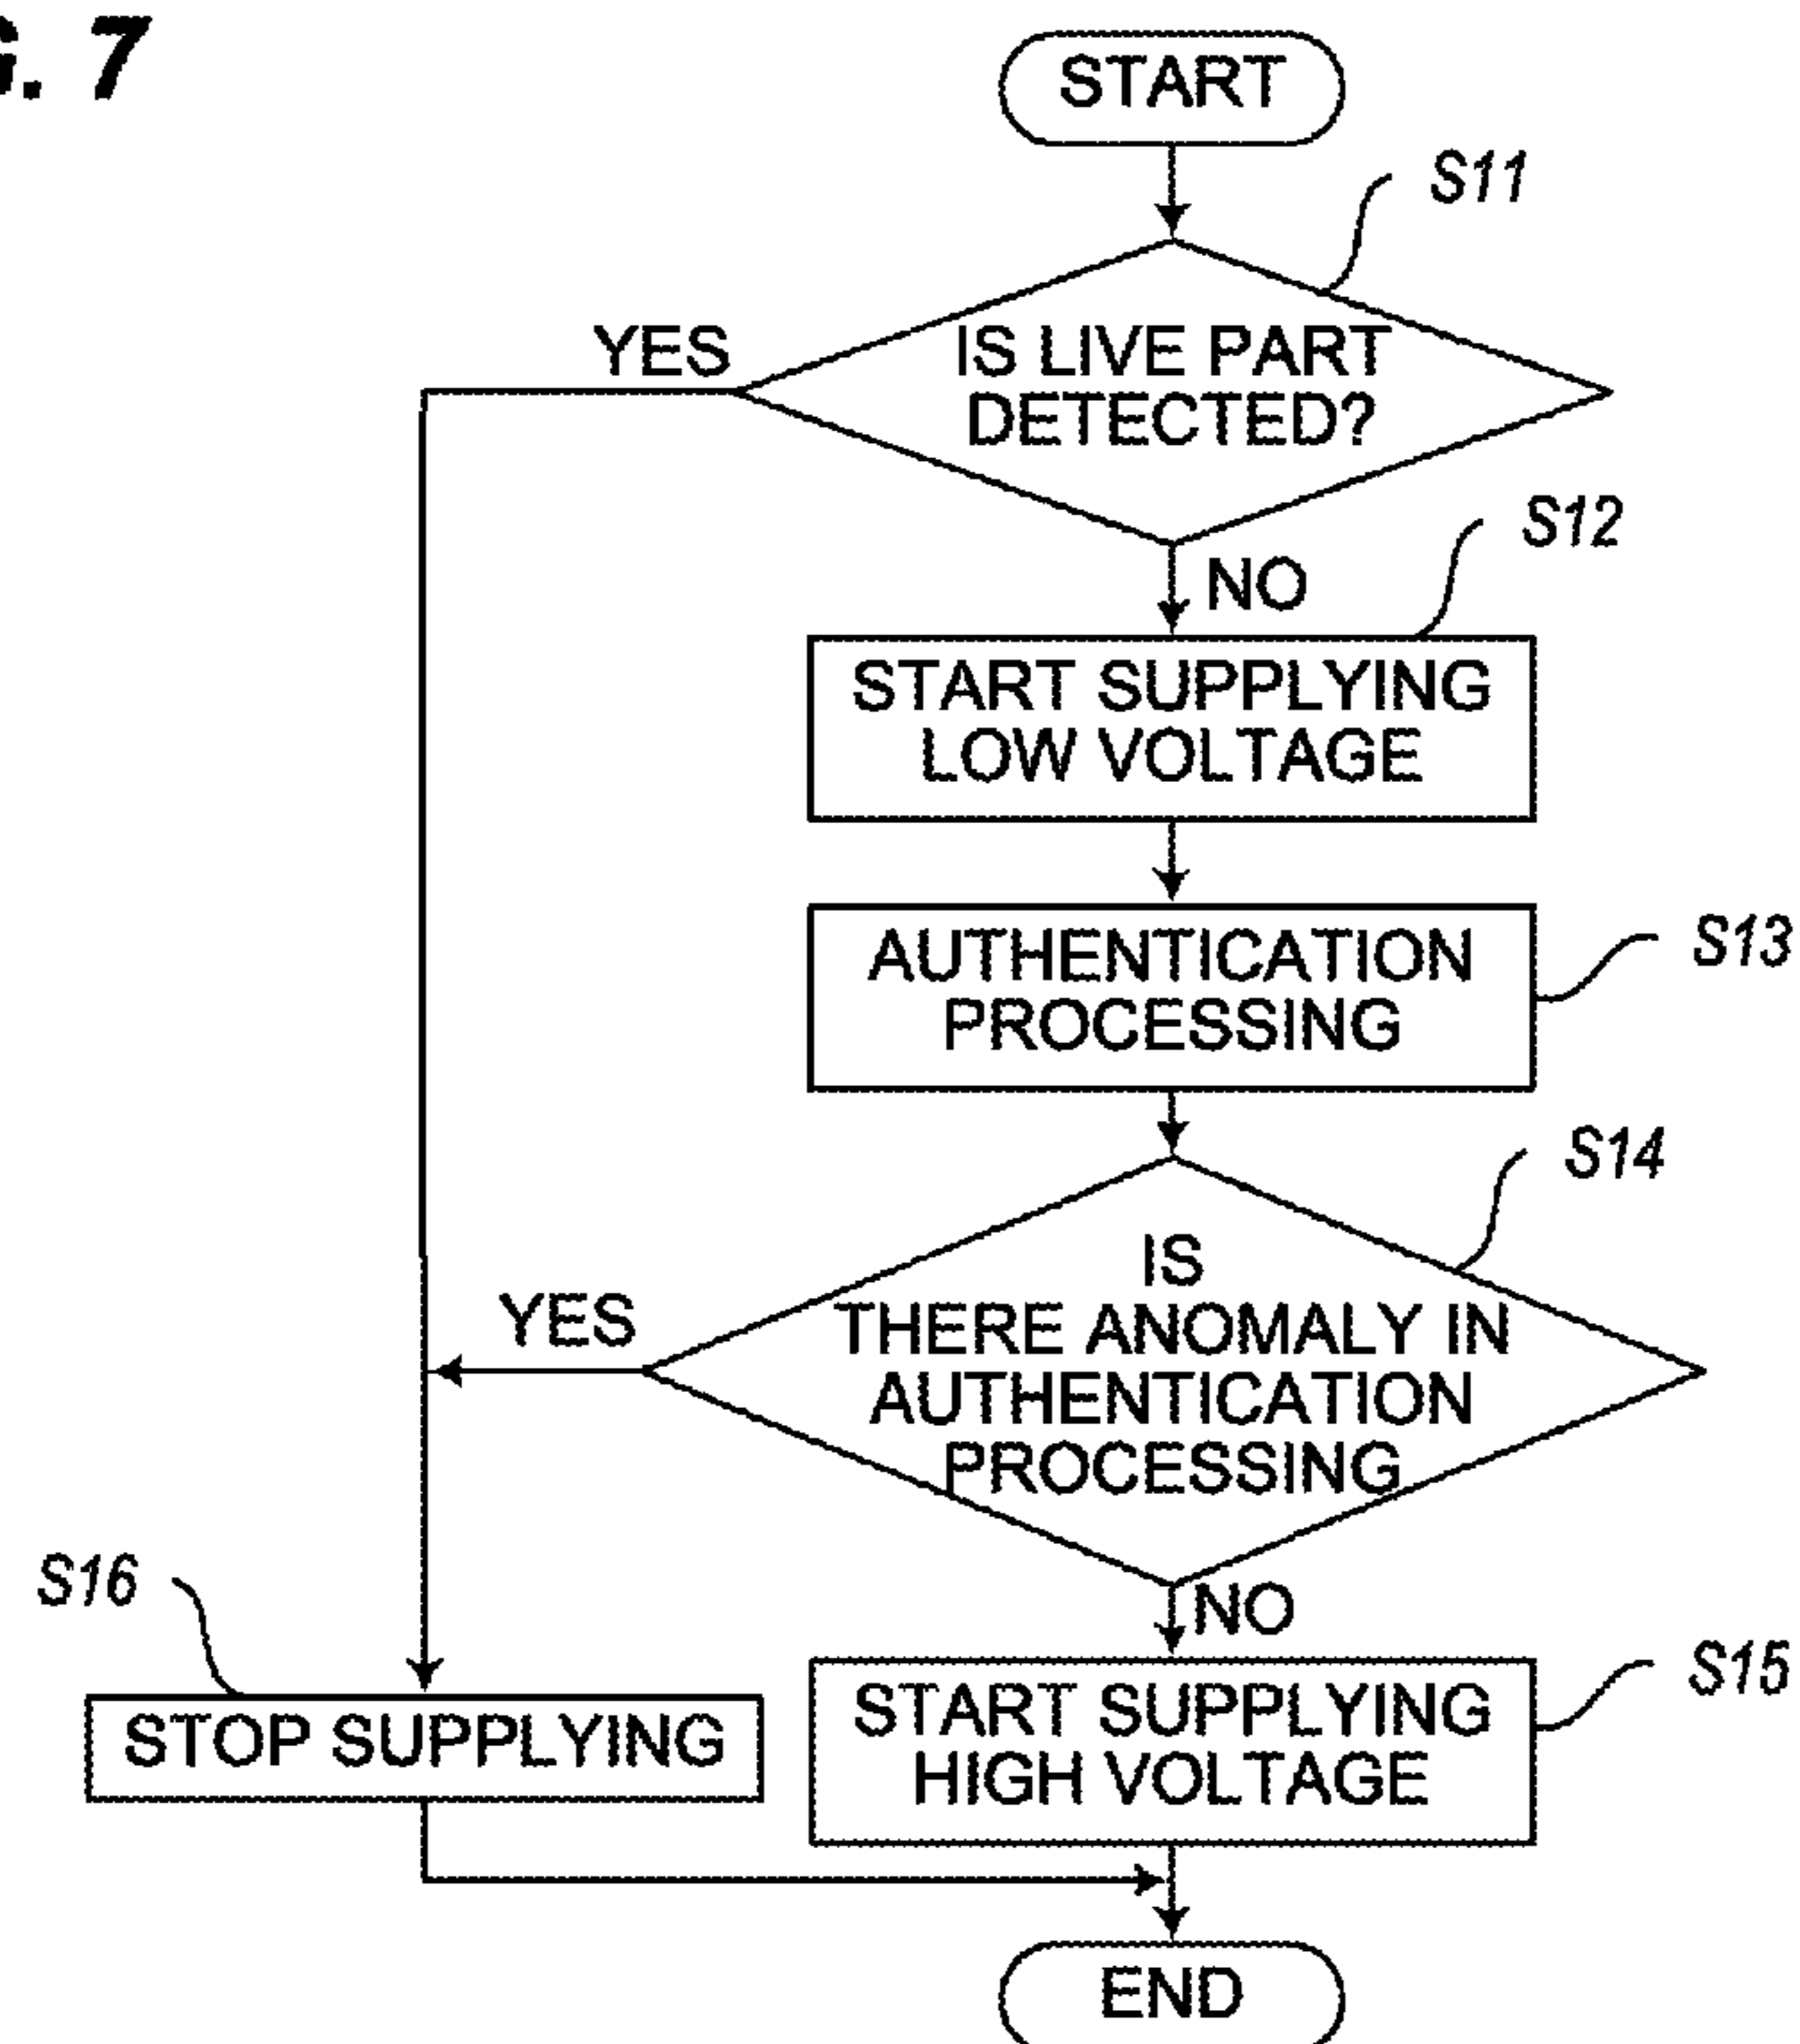 G. 7
START
S11
YES
IS LIVE PART
DETECTED?
S12
NO
START SUPPLYING
LOW VOLTAGE
AUTHENTICATION
PROCESSING
S13
S14
IS
THERE ANOMALY IN
AUTHENTICATION
PROCESSING
YES
NO
S16
STOP SUPPLYING
START SUPPLYING
HIGH VOLTAGE
S15
END